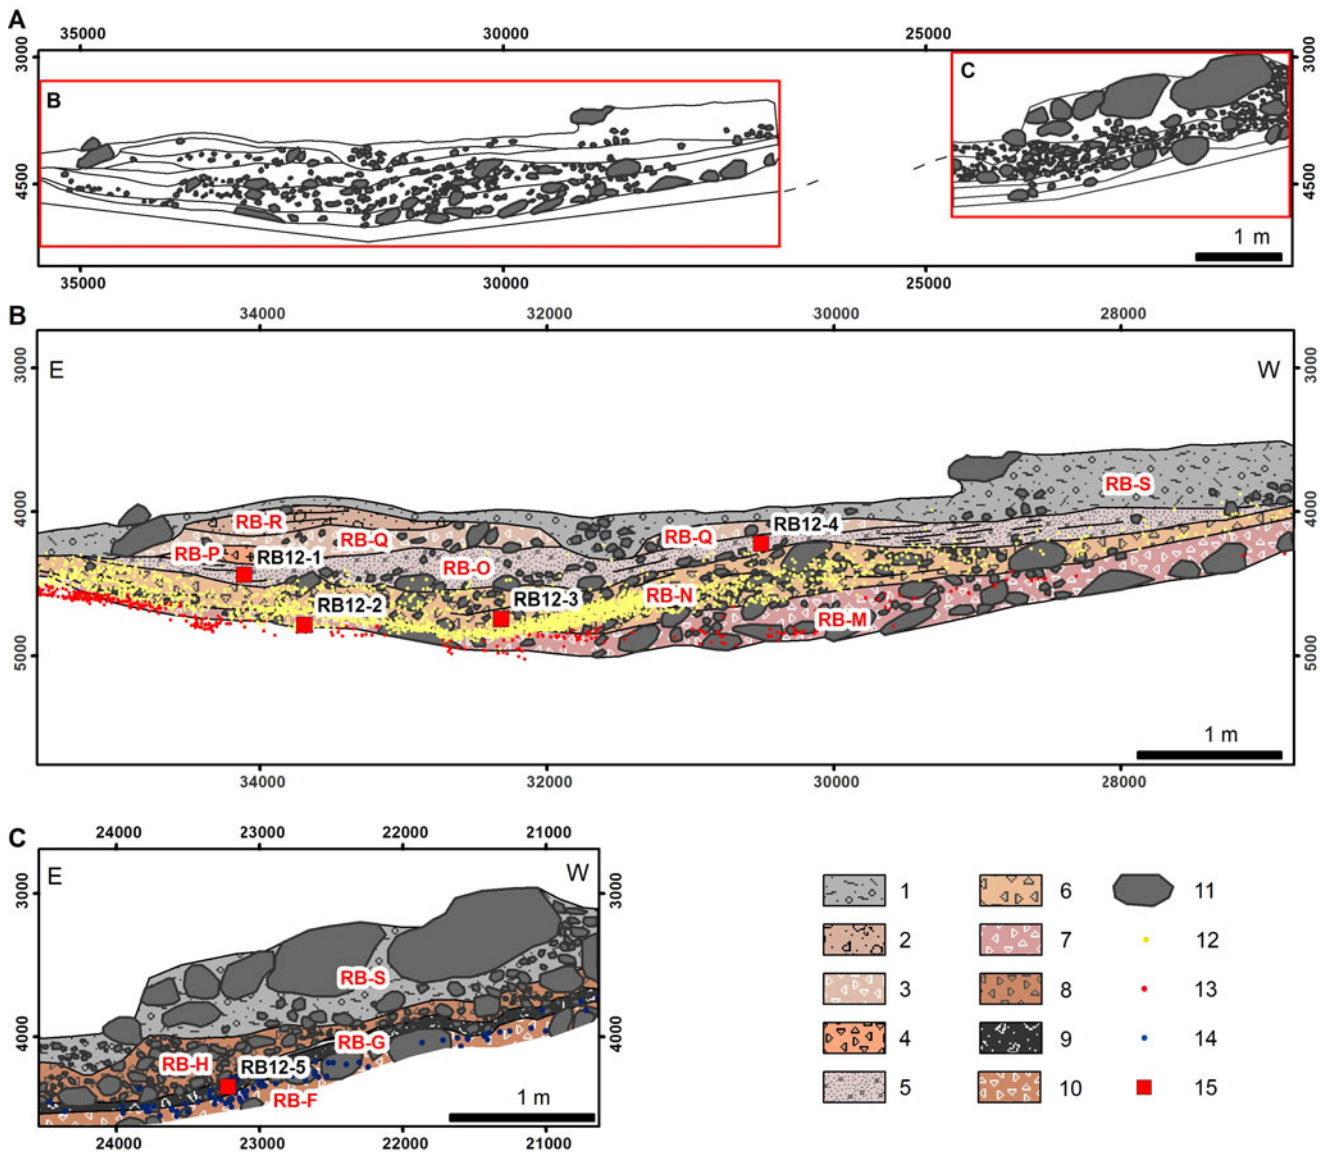 A
35000 30000 25000
3000 3000
B C
4500 4500
1 m
35000 30000 25000
B
34000 32000 30000 28000
E W
3000 3000
RB-S
4000 4000
RB-R RB-Q RB-Q RB12-4
RB-P RB12-1 RB-O
RB12-2 RB12-3 RB-N
RB-M
5000 5000
1 m
34000 32000 30000 28000
C
24000 23000 22000 21000
E W
3000
RB-S
4000
RB-G
RB-H RB12-5
RB-F
1 m
24000 23000 22000 21000
1 6 11
2 7 12
3 8 13
4 9 14
5 10 15